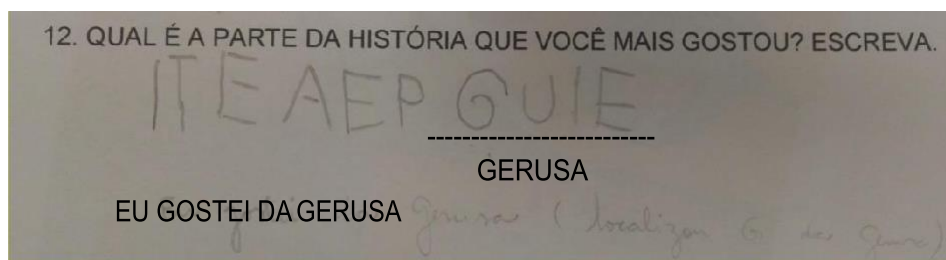 12. QUAL É A PARTE DA HISTÓRIA QUE VOCÊ MAIS GOSTOU? ESCREVA.
ITEAEP GUIE
GERUSA
EU GOSTEI DA GERUSA Gerusa (localizou G da Gerusa)